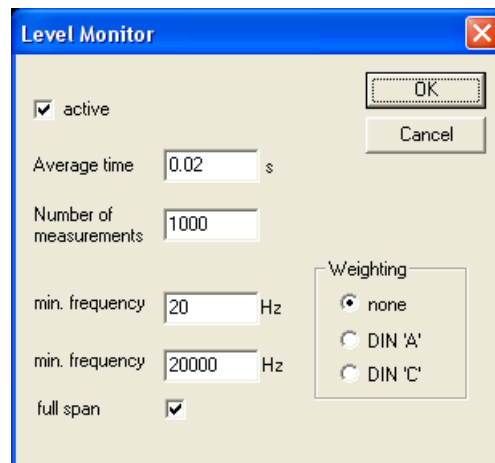 Level Monitor
OK
active
Cancel
Average time 0.02 s
Number of
measurements 1000
Weighting
min. frequency 20 Hz
none
DIN 'A'
min. frequency 20000 Hz
DIN 'C'
full span